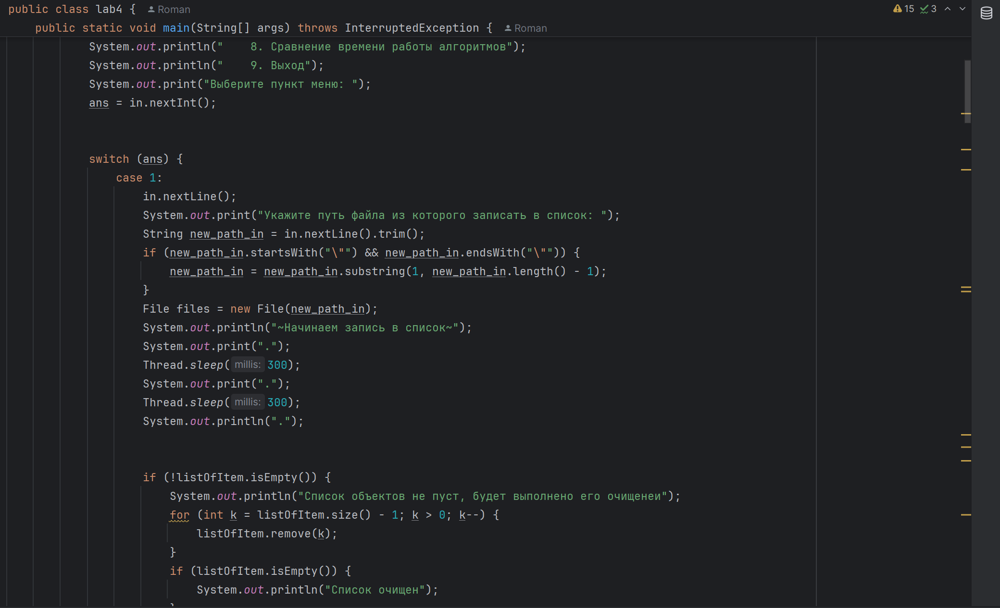 public class lab4 { Roman
15 3
public static void main(String[] args) throws InterruptedException { Roman
System.out.println("    8. Сравнение времени работы алгоритмов");
System.out.println("    9. Выход");
System.out.print("Выберите пункт меню: ");
ans = in.nextInt();
switch (ans) {
case 1:
in.nextLine();
System.out.print("Укажите путь файла из которого записать в список: ");
String new_path_in = in.nextLine().trim();
if (new_path_in.startsWith("\"") && new_path_in.endsWith("\"")) {
new_path_in = new_path_in.substring(1, new_path_in.length() - 1);
}
File files = new File(new_path_in);
System.out.println("~Начинаем запись в список~");
System.out.print(".");
Thread.sleep( millis: 300);
System.out.print(".");
Thread.sleep( millis: 300);
System.out.println(".");
if (!listOfItem.isEmpty()) {
System.out.println("Список объектов не пуст, будет выполнено его очищенеи");
for (int k = listOfItem.size() - 1; k > 0; k--) {
listOfItem.remove(k);
}
if (listOfItem.isEmpty()) {
System.out.println("Список очищен");
}